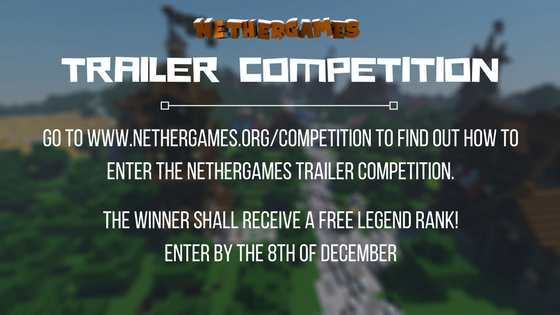 NETHERGAMES
TRAILER COMPETITION
GO TO WWW.NETHERGAMES.ORG/COMPETITION TO FIND OUT HOW TO
ENTER THE NETHERGAMES TRAILER COMPETITION.
THE WINNER SHALL RECEIVE A FREE LEGEND RANK!
ENTER BY THE 8TH OF DECEMBER